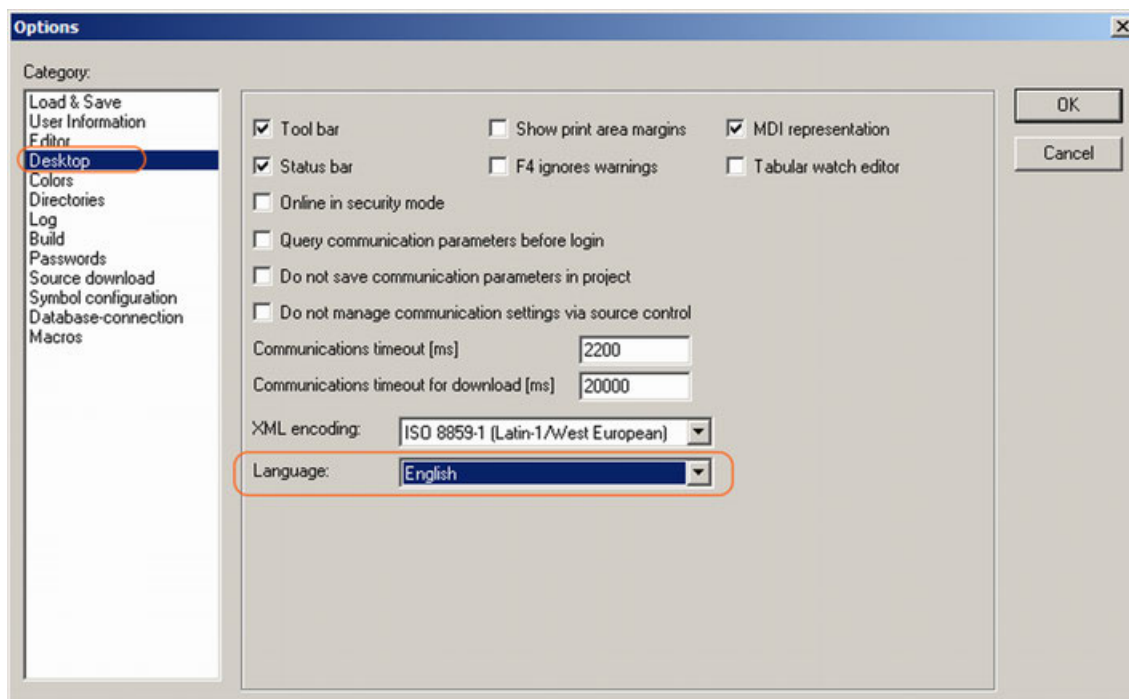 Options
Category:
Load & Save
User Information
Editor
Desktop
Colors
Directories
Log
Build
Passwords
Source download
Symbol configuration
Database-connection
Macros
Tool bar
Show print area margins
MDI representation
Status bar
F4 ignores warnings
Tabular watch editor
Online in security mode
Query communication parameters before login
Do not save communication parameters in project
Do not manage communication settings via source control
Communications timeout [ms] 2200
Communications timeout for download [ms] 20000
XML encoding: ISO 8859-1 (Latin-1/West European)
Language: English
OK
Cancel